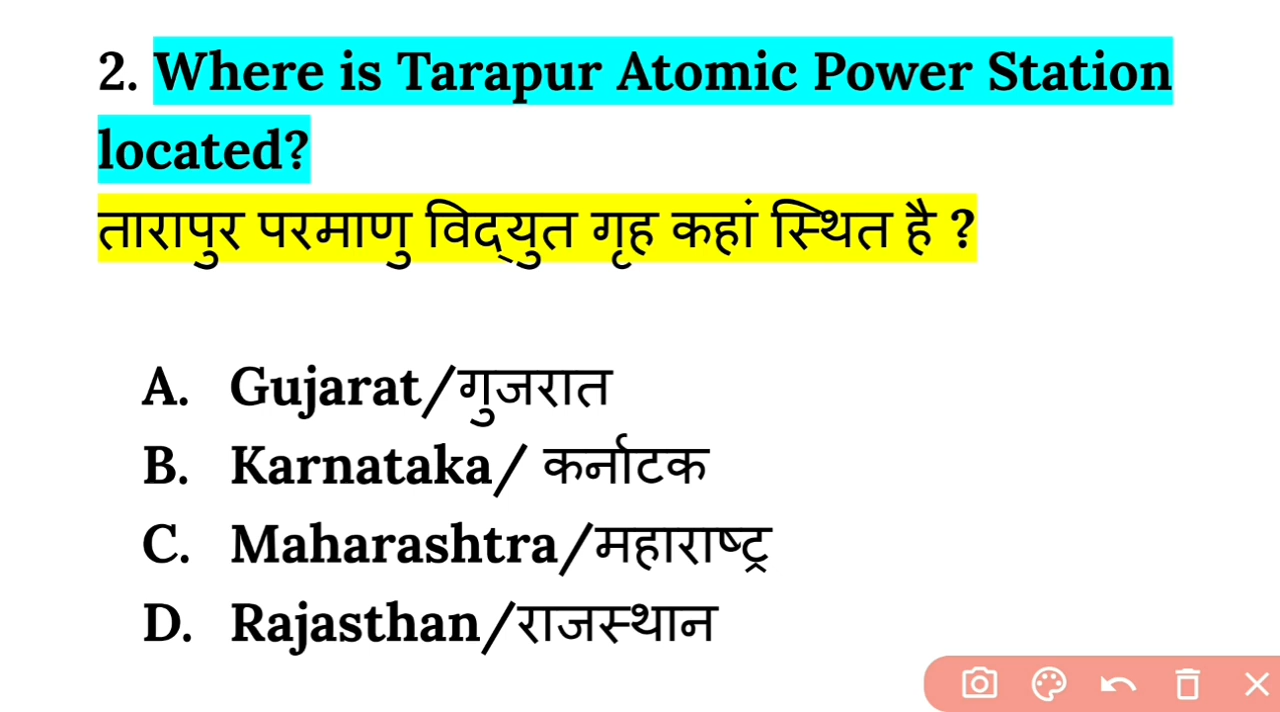 2. Where is Tarapur Atomic Power Station
located?
तारापुर परमाणु विद्युत गृह कहां स्थित है ?
A. Gujarat/गुजरात
B. Karnataka/ कर्नाटक
C. Maharashtra/महाराष्ट्र
D. Rajasthan/राजस्थान